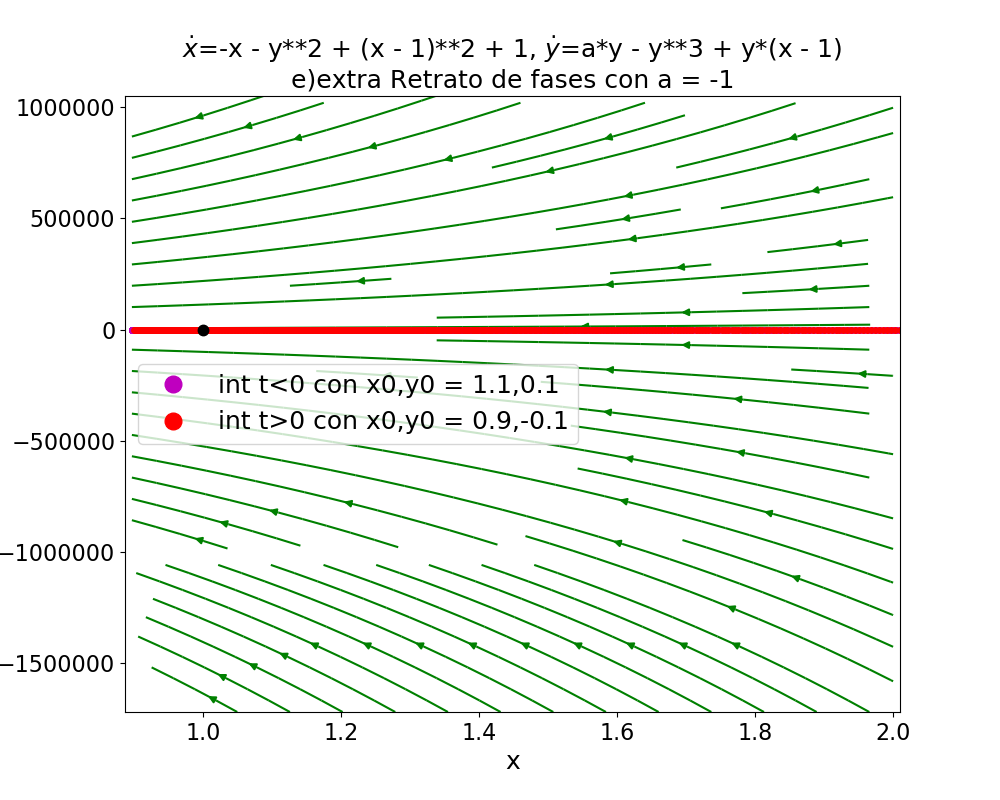 ẋ=-x - y**2 + (x - 1)**2 + 1, ẏ=a*y - y**3 + y*(x - 1)
e)extra Retrato de fases con a = -1
1000000
500000
0
−500000
−1000000
−1500000
int t<0 con x0,y0 = 1.1,0.1
int t>0 con x0,y0 = 0.9,-0.1
1.0 1.2 1.4 1.6 1.8 2.0
x